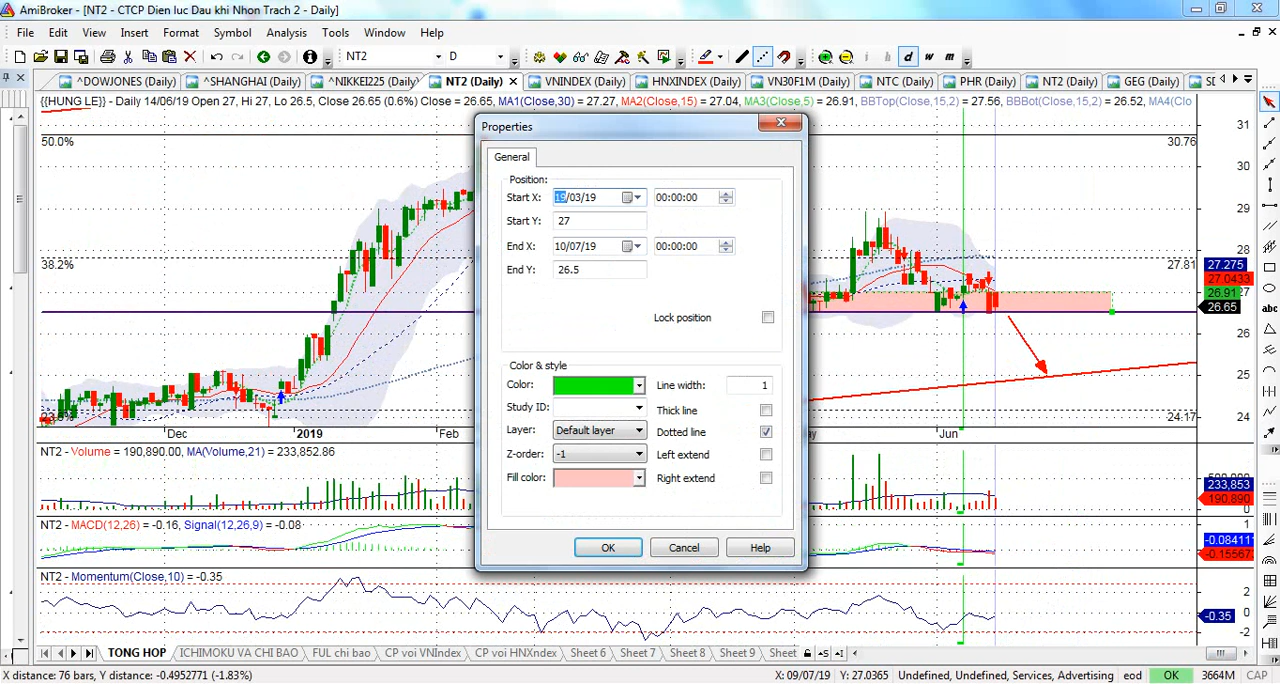 AmiBroker - [NT2 - CTCP Dien luc Dau khi Nhon Trach 2 - Daily]
File Edit View Insert Format Symbol Analysis Tools Window Help
NT2 D i h d w m
^DOWJONES (Daily) ^SHANGHAI (Daily) ^NIKKEI225 (Daily) NT2 (Daily) VNINDEX (Daily) HNXINDEX (Daily) VN30F1M (Daily) NTC (Daily) PHR (Daily) NT2 (Daily) GEG (Daily)
{{HUNG LE}} - Daily 14/06/19 Open 27, Hi 27, Lo 26.5, Close 26.65 (0.6%) Close = 26.65, MA1(Close,30) = 27.27, MA2(Close,15) = 27.04, MA3(Close,5) = 26.91, BBTop(Close,15,2) = 27.56, BBBot(Close,15,2) = 26.52, MA4(Clo
50.0%
38.2%
Dec 2019 Feb
Properties
General
Position:
Start X: 19/03/19 00:00:00
Start Y: 27
End X: 10/07/19 00:00:00
End Y: 26.5
Lock position
Color & style
Color: Line width: 1
Study ID: Thick line
Layer: Default layer Dotted line
Z-order: -1 Left extend
Fill color: Right extend
OK Cancel Help
31
30.76
30
29
28
27.81
27.275
27.0433
26.91
27
26.65
26
25
24.17
24
Jun
abc
NT2 - Volume = 190,890.00, MA(Volume,21) = 233,852.86
233,853
190,890
0
NT2 - MACD(12,26) = -0.16, Signal(12,26,9) = -0.08
1
-0.08411
-0.15567
NT2 - Momentum(Close,10) = -0.35
2
-0.35
-2
TONG HOP ICHIMOKU VA CHI BAO FUL chi bao CP voi VNIndex CP voi HNXindex Sheet 6 Sheet 7 Sheet 8 Sheet 9 Sheet
X distance: 76 bars, Y distance: -0.4952771 (-1.83%) X: 09/07/19 Y: 27.0365 Undefined, Undefined, Services, Advertising eod OK 3664M CAP